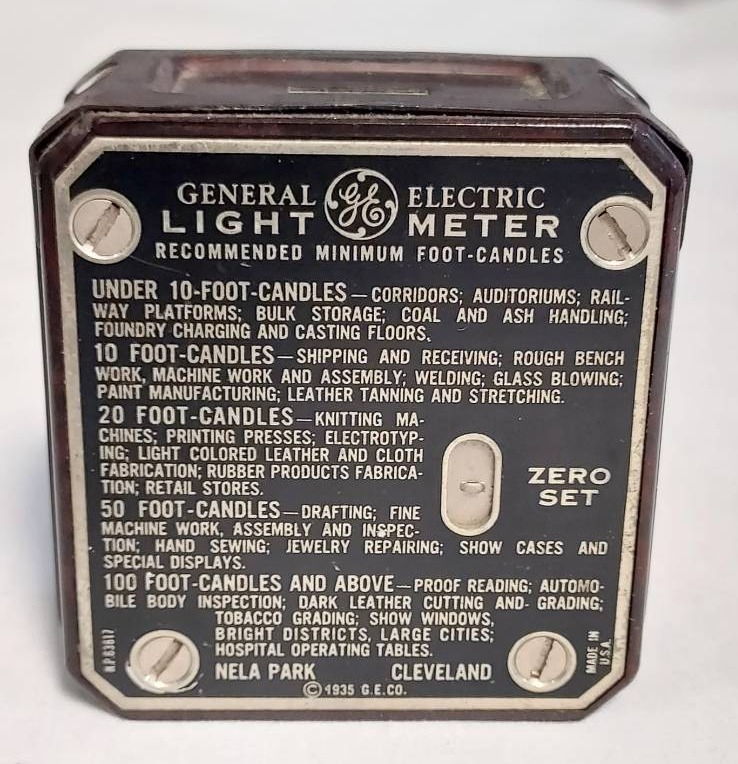 GENERAL GE ELECTRIC
LIGHT METER
RECOMMENDED MINIMUM FOOT-CANDLES
UNDER 10-FOOT-CANDLES—CORRIDORS; AUDITORIUMS; RAIL-
WAY PLATFORMS; BULK STORAGE; COAL AND ASH HANDLING;
FOUNDRY CHARGING AND CASTING FLOORS.
10 FOOT-CANDLES—SHIPPING AND RECEIVING; ROUGH BENCH
WORK, MACHINE WORK AND ASSEMBLY; WELDING; GLASS BLOWING;
PAINT MANUFACTURING; LEATHER TANNING AND STRETCHING.
20 FOOT-CANDLES—KNITTING MA-
CHINES; PRINTING PRESSES; ELECTROTYP-
ING; LIGHT COLORED LEATHER AND CLOTH
FABRICATION; RUBBER PRODUCTS FABRICA-
TION; RETAIL STORES.
ZERO
SET
50 FOOT-CANDLES—DRAFTING; FINE
MACHINE WORK, ASSEMBLY AND INSPEC-
TION; HAND SEWING; JEWELRY REPAIRING; SHOW CASES AND
SPECIAL DISPLAYS.
100 FOOT-CANDLES AND ABOVE—PROOF READING; AUTOMO-
BILE BODY INSPECTION; DARK LEATHER CUTTING AND GRADING;
TOBACCO GRADING; SHOW WINDOWS,
BRIGHT DISTRICTS, LARGE CITIES;
HOSPITAL OPERATING TABLES.
NELA PARK CLEVELAND
©1935 G.E.CO.
N.P.63617
MADE IN
U.S.A.